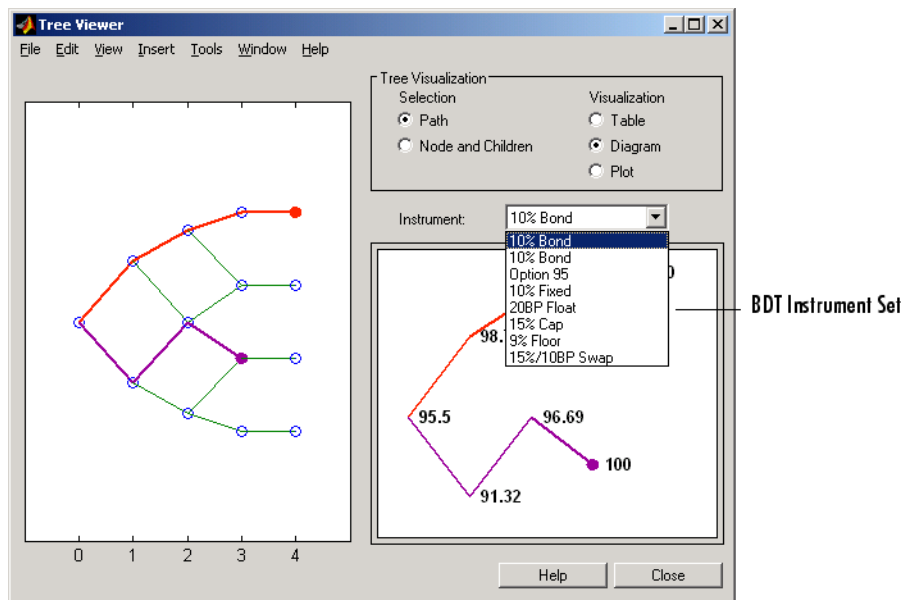 Tree Viewer
File Edit View Insert Tools Window Help
Tree Visualization
Selection Visualization
Path Table
Node and Children Diagram
Plot
Instrument: 10% Bond
10% Bond
10% Bond
Option 95
10% Fixed
20BP Float
15% Cap
9% Floor
15%/10BP Swap
BDT Instrument Set
98.
95.5
96.69
100
91.32
0 1 2 3 4
Help Close